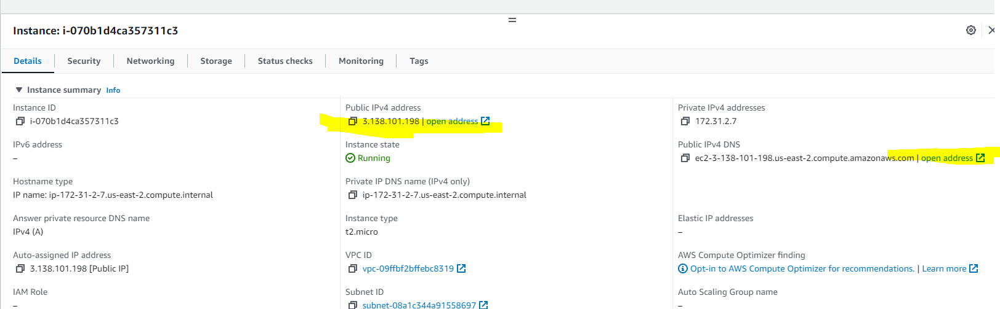 Instance: i-070b1d4ca357311c3
Details Security Networking Storage Status checks Monitoring Tags
Instance summary Info
Instance ID
i-070b1d4ca357311c3
Public IPv4 address
3.138.101.198 | open address
Private IPv4 addresses
172.31.2.7
IPv6 address
–
Instance state
Running
Public IPv4 DNS
ec2-3-138-101-198.us-east-2.compute.amazonaws.com | open address
Hostname type
IP name: ip-172-31-2-7.us-east-2.compute.internal
Private IP DNS name (IPv4 only)
ip-172-31-2-7.us-east-2.compute.internal
Answer private resource DNS name
IPv4 (A)
Instance type
t2.micro
Elastic IP addresses
–
Auto-assigned IP address
3.138.101.198 [Public IP]
VPC ID
vpc-09ffbf2bffebc8319
AWS Compute Optimizer finding
Opt-in to AWS Compute Optimizer for recommendations. | Learn more
IAM Role
–
Subnet ID
subnet-08a1c344a91558697
Auto Scaling Group name
–